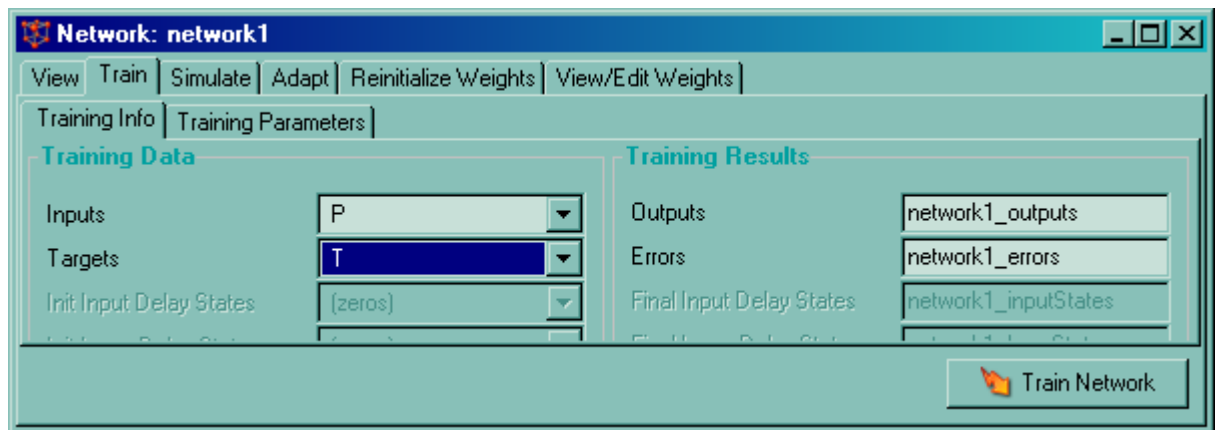 Network: network1
View Train Simulate Adapt Reinitialize Weights View/Edit Weights
Training Info Training Parameters
Training Data
Inputs P
Targets T
Init Input Delay States (zeros)
Training Results
Outputs network1_outputs
Errors network1_errors
Final Input Delay States network1_inputStates
Train Network